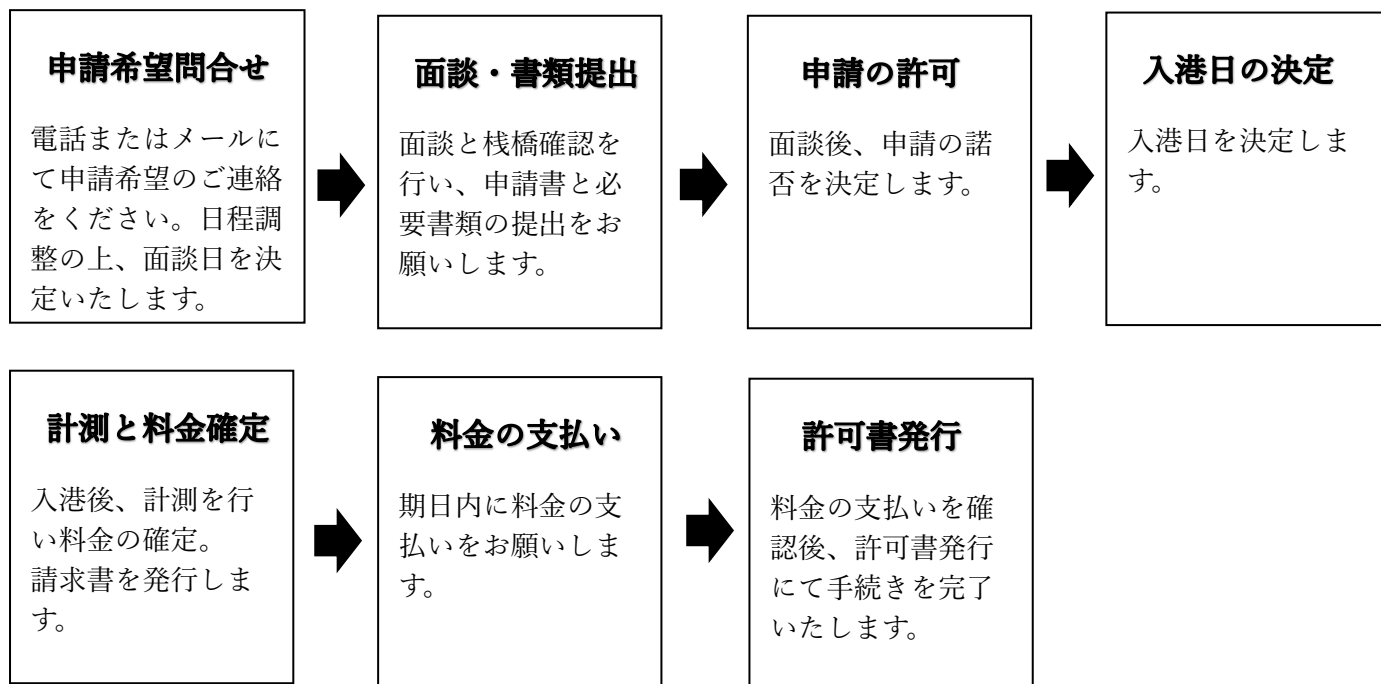 申請希望問合せ
電話またはメールに
て申請希望のご連絡
をください。日程調
整の上、面談日を決
定いたします。
面談・書類提出
面談と桟橋確認を
行い、申請書と必
要書類の提出をお
願いします。
申請の許可
面談後、申請の諾
否を決定します。
入港日の決定
入港日を決定しま
す。
計測と料金確定
入港後、計測を行
い料金の確定。
請求書を発行しま
す。
料金の支払い
期日内に料金の支
払いをお願いしま
す。
許可書発行
料金の支払いを確
認後、許可書発行
にて手続きを完了
いたします。